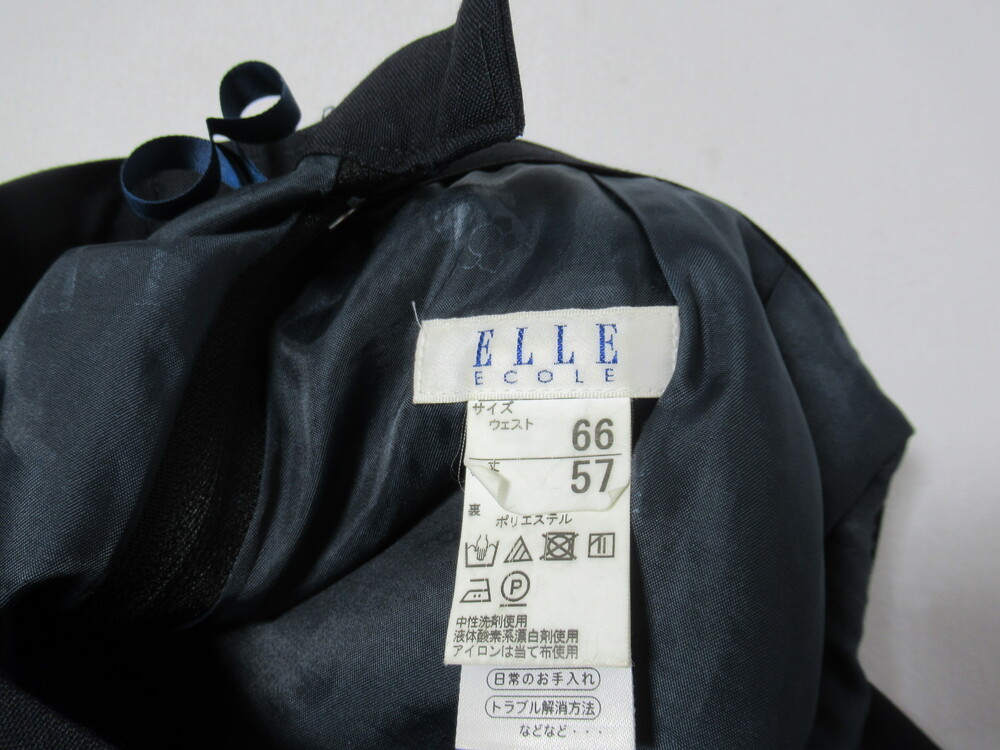 ELLE
ECOLE
サイズ
ウェスト 66
丈 57
裏 ポリエステル
P
中性洗剤使用
液体酸素系漂白剤使用
アイロンは当て布使用
日常のお手入れ
トラブル解消方法
などなど・・・